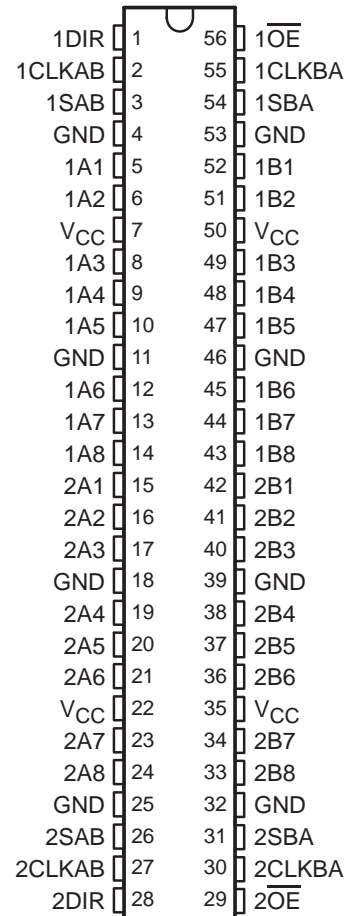 1DIR 1 56 1O̅E̅
1CLKAB 2 55 1CLKBA
1SAB 3 54 1SBA
GND 4 53 GND
1A1 5 52 1B1
1A2 6 51 1B2
VCC 7 50 VCC
1A3 8 49 1B3
1A4 9 48 1B4
1A5 10 47 1B5
GND 11 46 GND
1A6 12 45 1B6
1A7 13 44 1B7
1A8 14 43 1B8
2A1 15 42 2B1
2A2 16 41 2B2
2A3 17 40 2B3
GND 18 39 GND
2A4 19 38 2B4
2A5 20 37 2B5
2A6 21 36 2B6
VCC 22 35 VCC
2A7 23 34 2B7
2A8 24 33 2B8
GND 25 32 GND
2SAB 26 31 2SBA
2CLKAB 27 30 2CLKBA
2DIR 28 29 2O̅E̅